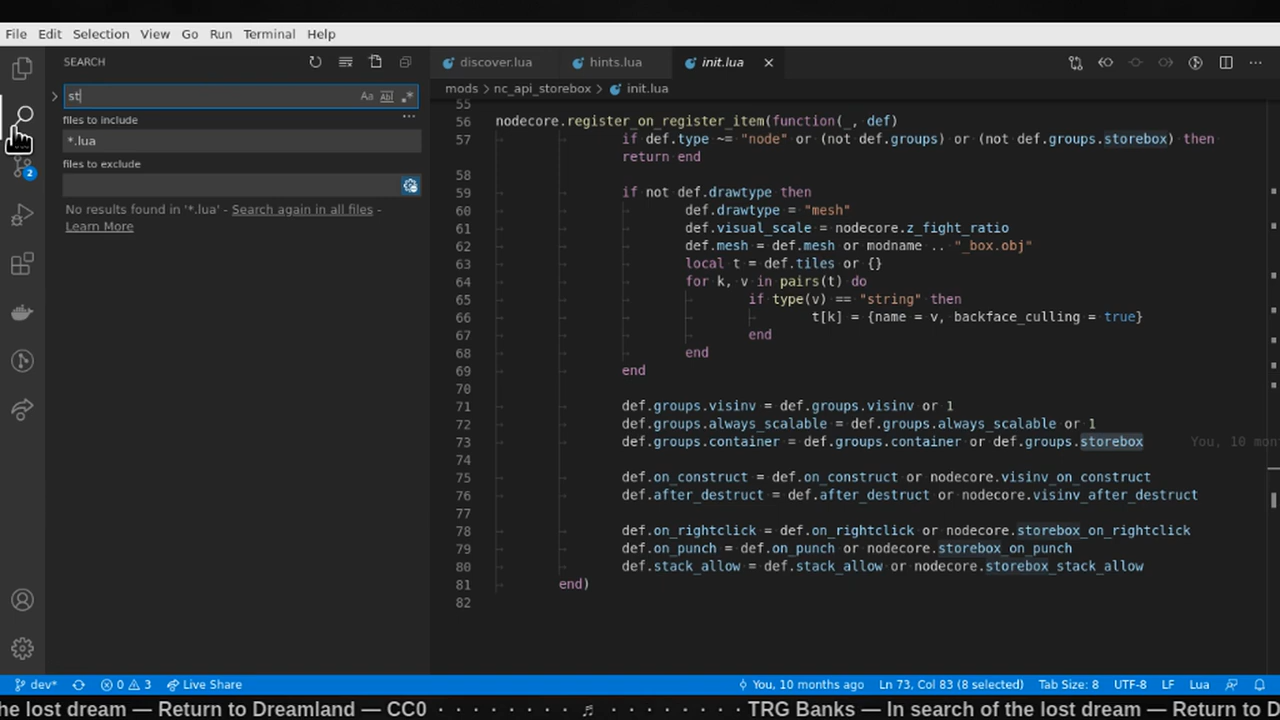 File Edit Selection View Go Run Terminal Help
SEARCH
st
Aa Ab .*
files to include
*.lua
files to exclude
No results found in '*.lua' - Search again in all files -
Learn More
2
discover.lua hints.lua init.lua
mods > nc_api_storebox > init.lua
55
56 nodecore.register_on_register_item(function(_, def)
57 if def.type ~= "node" or (not def.groups) or (not def.groups.storebox) then
return end
58
59 if not def.drawtype then
60 def.drawtype = "mesh"
61 def.visual_scale = nodecore.z_fight_ratio
62 def.mesh = def.mesh or modname .. "_box.obj"
63 local t = def.tiles or {}
64 for k, v in pairs(t) do
65 if type(v) == "string" then
66 t[k] = {name = v, backface_culling = true}
67 end
68 end
69 end
70
71 def.groups.visinv = def.groups.visinv or 1
72 def.groups.always_scalable = def.groups.always_scalable or 1
73 def.groups.container = def.groups.container or def.groups.storebox You, 10 mon
74
75 def.on_construct = def.on_construct or nodecore.visinv_on_construct
76 def.after_destruct = def.after_destruct or nodecore.visinv_after_destruct
77
78 def.on_rightclick = def.on_rightclick or nodecore.storebox_on_rightclick
79 def.on_punch = def.on_punch or nodecore.storebox_on_punch
80 def.stack_allow = def.stack_allow or nodecore.storebox_stack_allow
81 end)
82
dev* 0 3 Live Share You, 10 months ago Ln 73, Col 83 (8 selected) Tab Size: 8 UTF-8 LF Lua
he lost dream — Return to Dreamland — CC0 · · · · · · · · ♬ · · · · · · · · TRG Banks — In search of the lost dream — Return to D